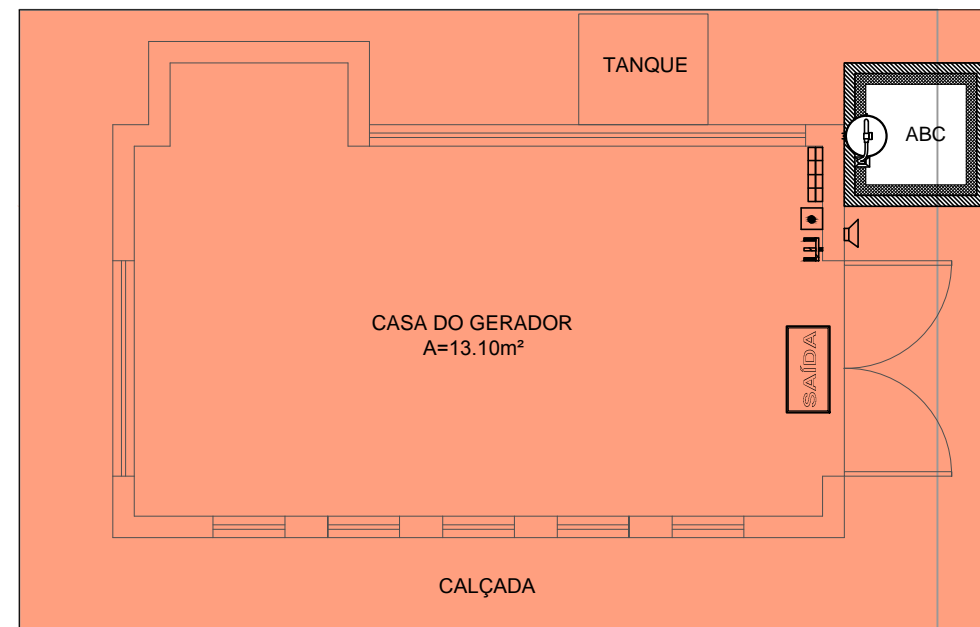 TANQUE
ABC
CASA DO GERADOR
A=13.10m²
SAÍDA
CALÇADA